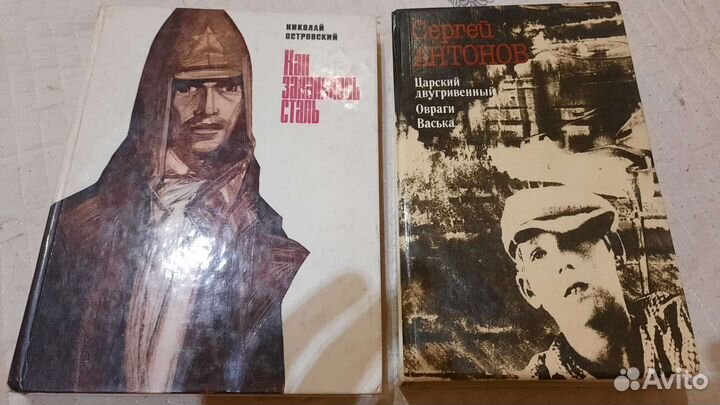 НИКОЛАЙ
ОСТРОВСКИЙ
Как
закалялась
сталь
Сергей
АНТОНОВ
Царский
двугривенный
Овраги
Васька
Avito